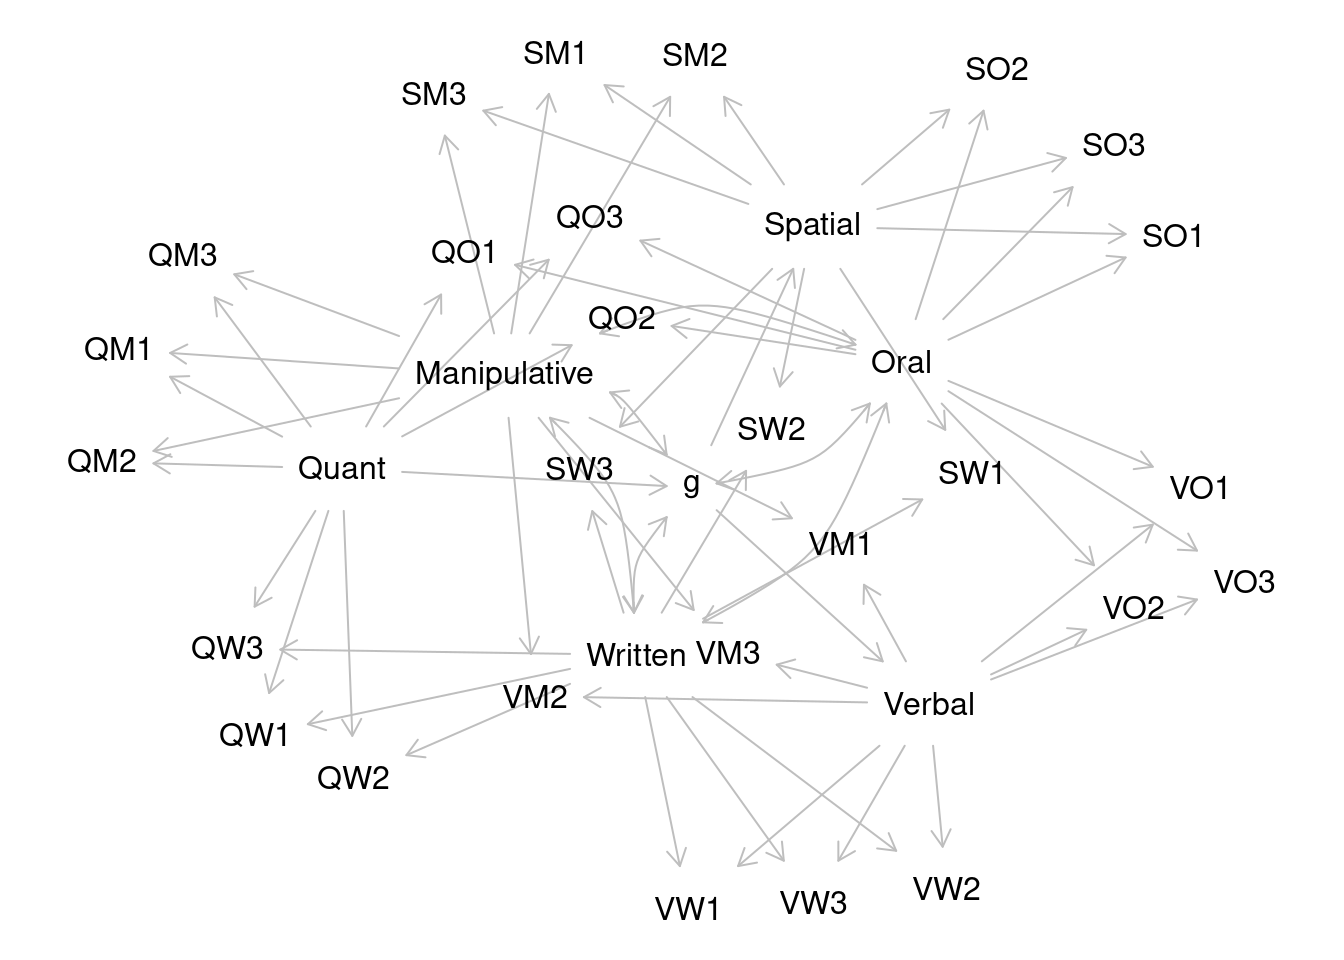 SM1
SM2
SO2
SM3
SO3
QO3
Spatial
SO1
QO1
QM3
QO2
QM1
Oral
Manipulative
SW2
QM2
Quant
SW3
g
SW1
VO1
VM1
VO3
VO2
QW3
Written
VM3
VM2
Verbal
QW1
QW2
VW2
VW3
VW1